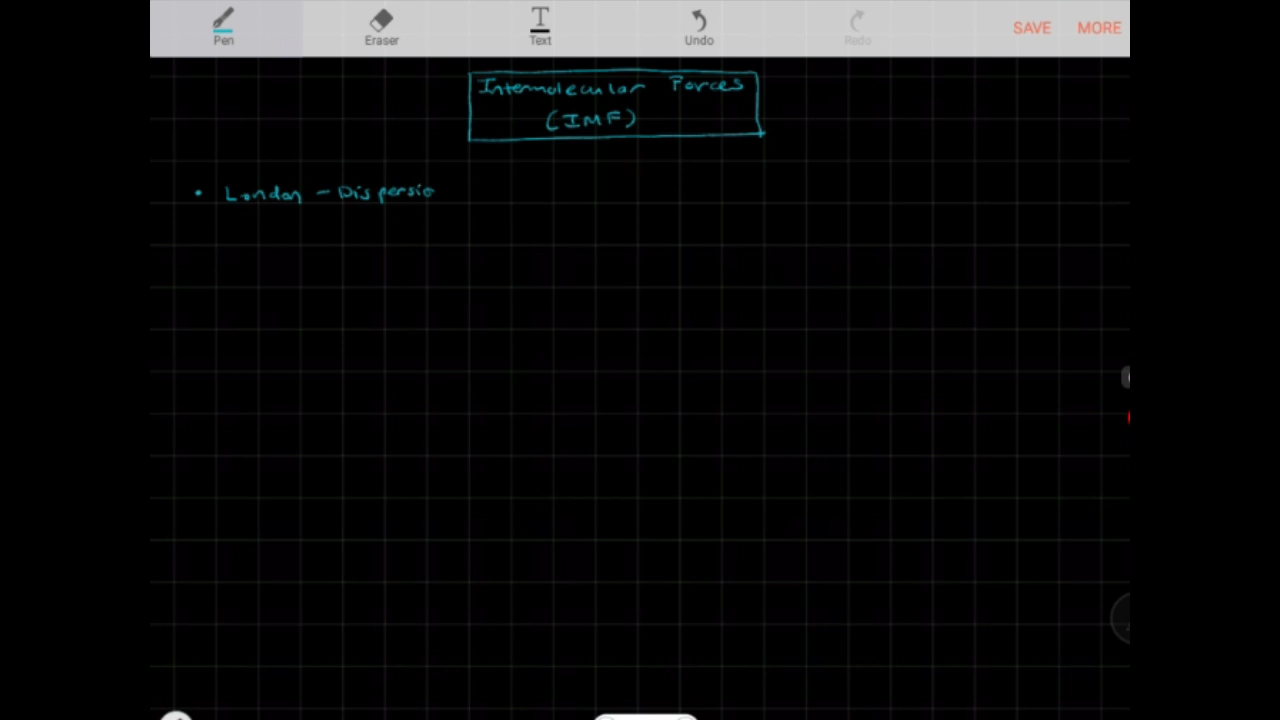 Pen
Eraser
Text
Undo
Redo
SAVE
MORE
Intermolecular Forces
(IMF)
• London - Dispersio